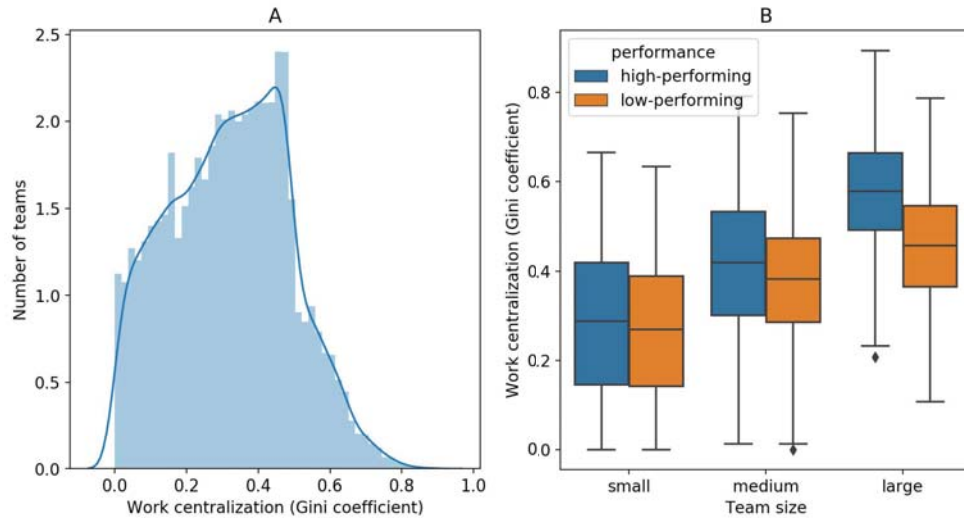 A
2.5
2.0
1.5
1.0
0.5
0.0
Number of teams
0.0 0.2 0.4 0.6 0.8 1.0
Work centralization (Gini coefficient)
B
performance
high-performing
low-performing
0.8
0.6
0.4
0.2
0.0
Work centralization (Gini coefficient)
small medium large
Team size